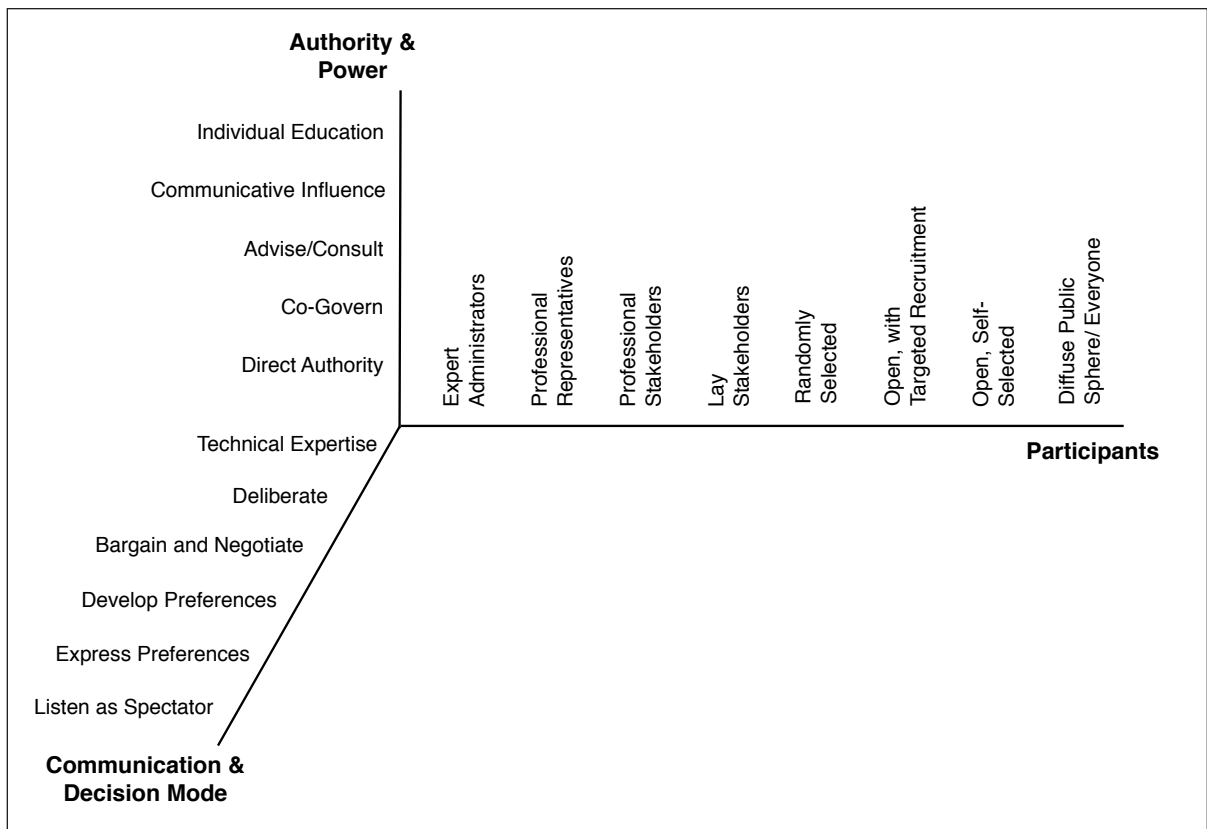 Authority &
Power
Individual Education
Communicative Influence
Advise/Consult
Co-Govern
Direct Authority
Expert
Administrators
Professional
Representatives
Professional
Stakeholders
Lay
Stakeholders
Randomly
Selected
Open, with
Targeted Recruitment
Open, Self-
Selected
Diffuse Public
Sphere/ Everyone
Participants
Technical Expertise
Deliberate
Bargain and Negotiate
Develop Preferences
Express Preferences
Listen as Spectator
Communication &
Decision Mode